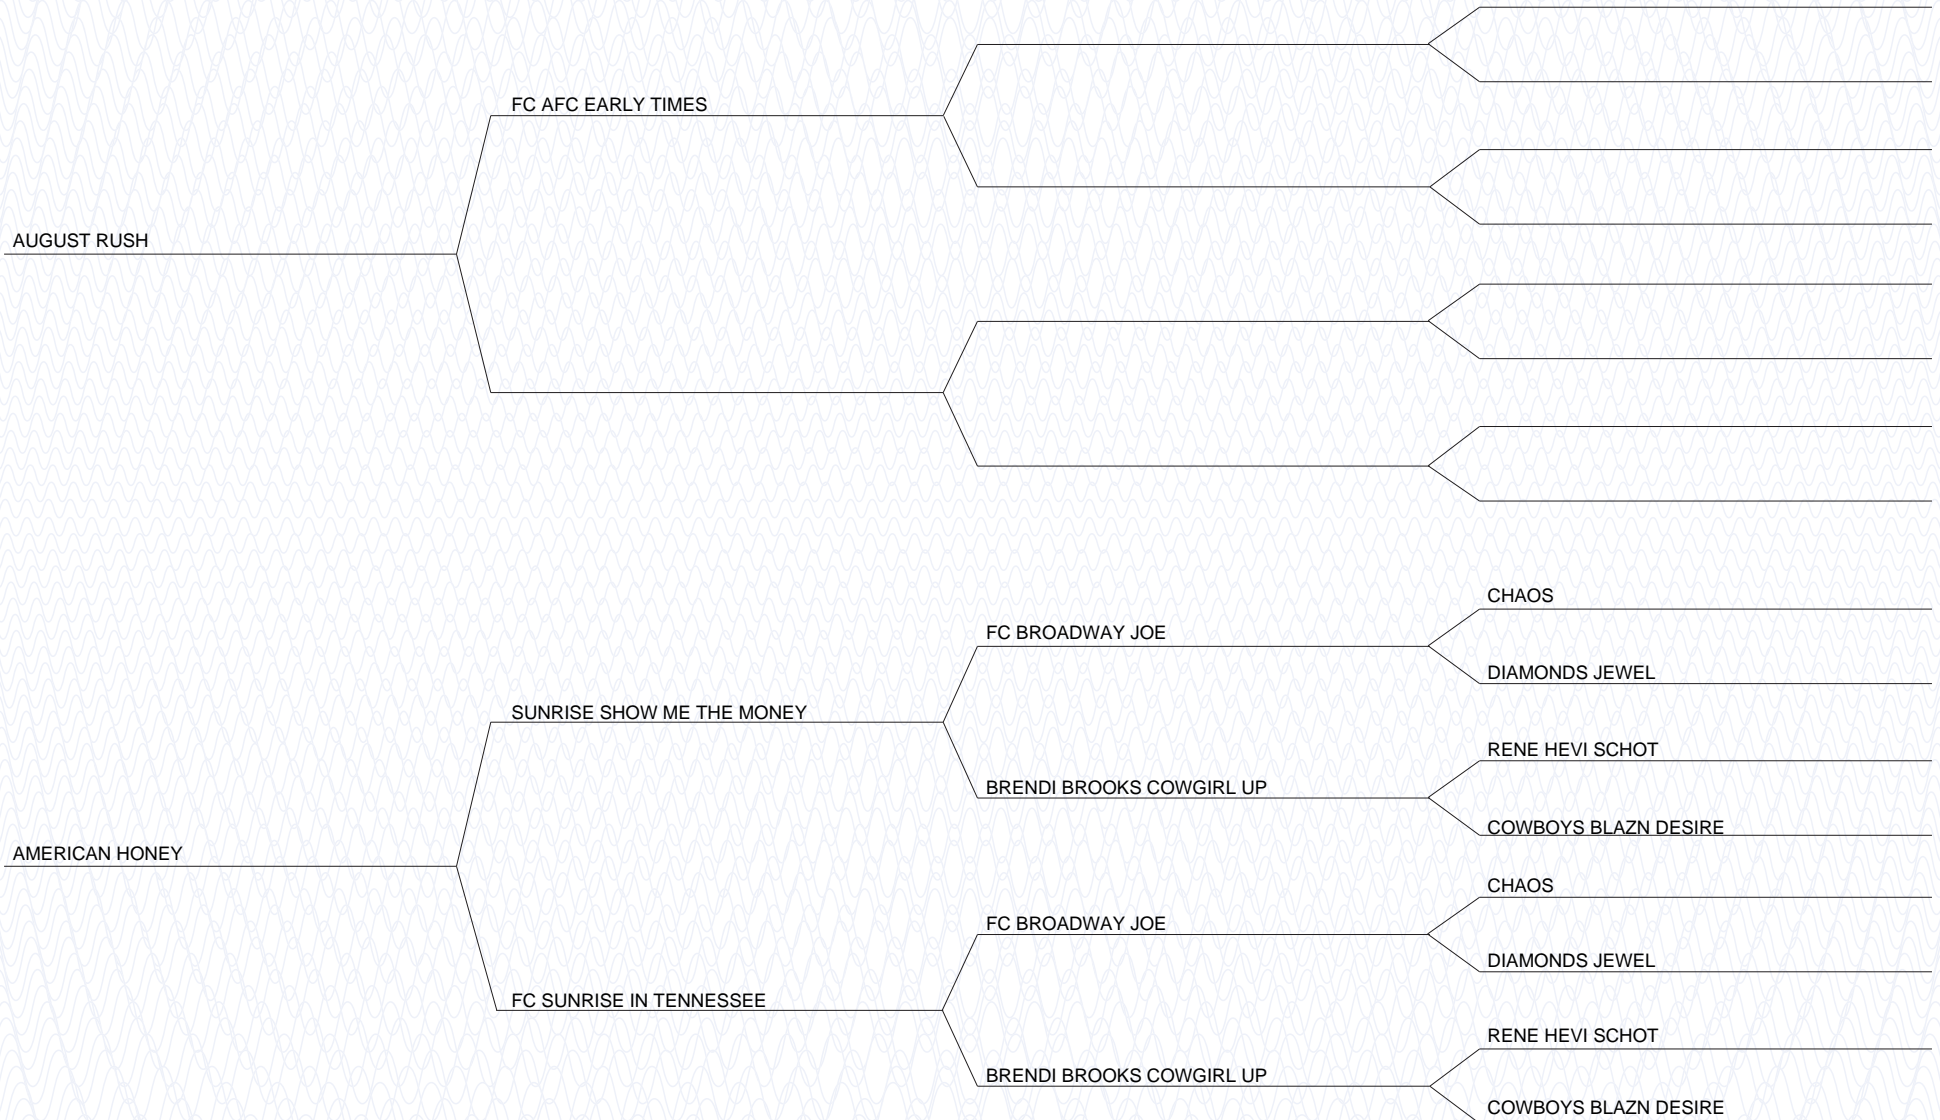 FC AFC EARLY TIMES
AUGUST RUSH
CHAOS
FC BROADWAY JOE
DIAMONDS JEWEL
SUNRISE SHOW ME THE MONEY
RENE HEVI SCHOT
BRENDI BROOKS COWGIRL UP
COWBOYS BLAZN DESIRE
AMERICAN HONEY
CHAOS
FC BROADWAY JOE
DIAMONDS JEWEL
FC SUNRISE IN TENNESSEE
RENE HEVI SCHOT
BRENDI BROOKS COWGIRL UP
COWBOYS BLAZN DESIRE